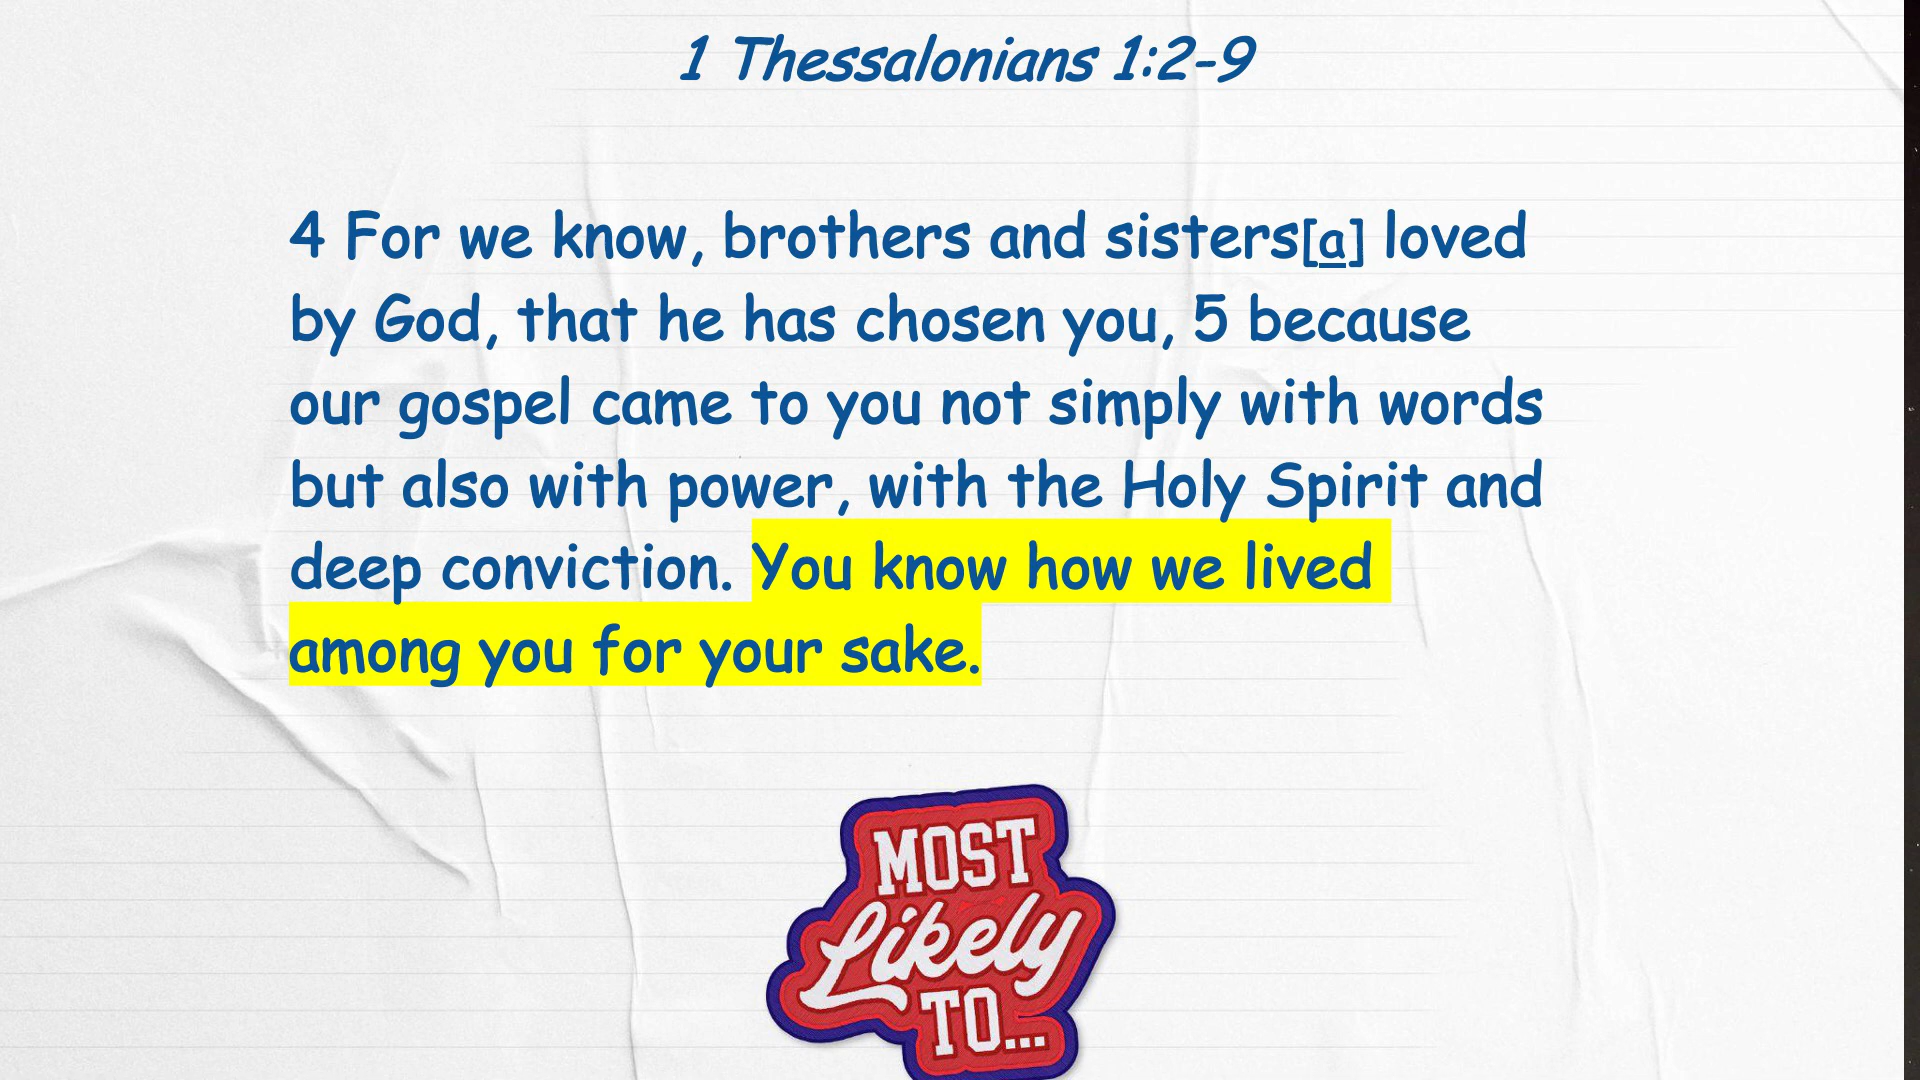 1 Thessalonians 1:2-9
4 For we know, brothers and sisters[a] loved
by God, that he has chosen you, 5 because
our gospel came to you not simply with words
but also with power, with the Holy Spirit and
deep conviction. You know how we lived
among you for your sake.
MOST
Likely
TO...